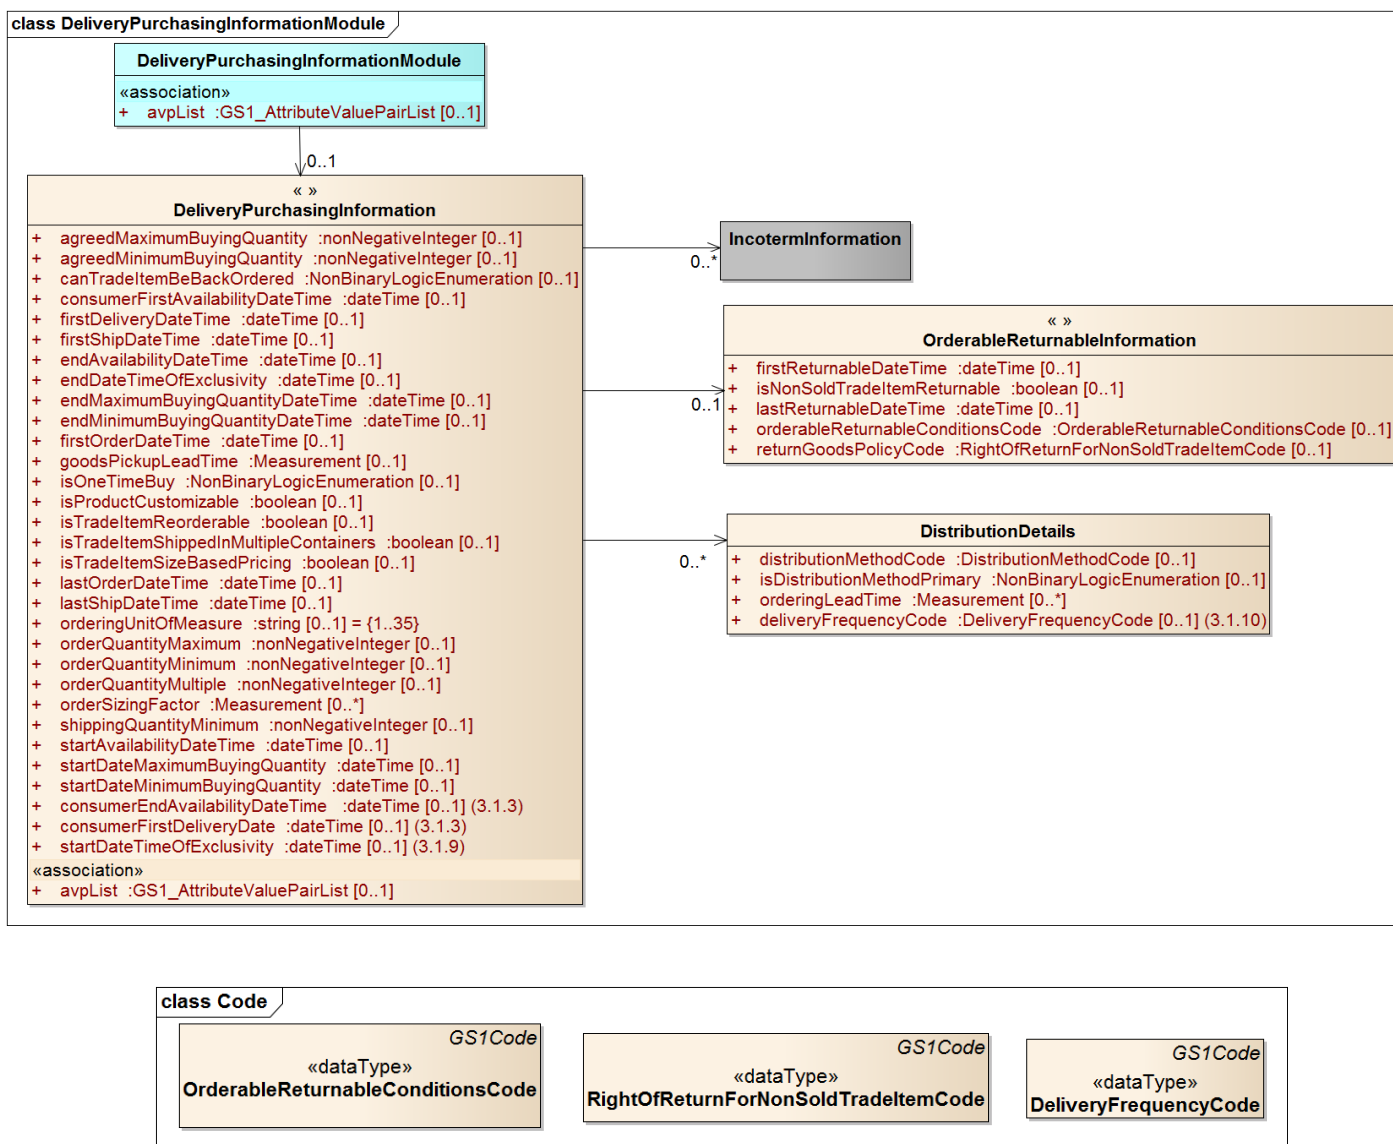 class DeliveryPurchasingInformationModule
DeliveryPurchasingInformationModule
«association»
+ avpList :GS1_AttributeValuePairList [0..1]
0..1
« »
DeliveryPurchasingInformation
+ agreedMaximumBuyingQuantity :nonNegativeInteger [0..1]
+ agreedMinimumBuyingQuantity :nonNegativeInteger [0..1]
+ canTradeItemBeBackOrdered :NonBinaryLogicEnumeration [0..1]
+ consumerFirstAvailabilityDateTime :dateTime [0..1]
+ firstDeliveryDateTime :dateTime [0..1]
+ firstShipDateTime :dateTime [0..1]
+ endAvailabilityDateTime :dateTime [0..1]
+ endDateTimeOfExclusivity :dateTime [0..1]
+ endMaximumBuyingQuantityDateTime :dateTime [0..1]
+ endMinimumBuyingQuantityDateTime :dateTime [0..1]
+ firstOrderDateTime :dateTime [0..1]
+ goodsPickupLeadTime :Measurement [0..1]
+ isOneTimeBuy :NonBinaryLogicEnumeration [0..1]
+ isProductCustomizable :boolean [0..1]
+ isTradeItemReorderable :boolean [0..1]
+ isTradeItemShippedInMultipleContainers :boolean [0..1]
+ isTradeItemSizeBasedPricing :boolean [0..1]
+ lastOrderDateTime :dateTime [0..1]
+ lastShipDateTime :dateTime [0..1]
+ orderingUnitOfMeasure :string [0..1] = {1..35}
+ orderQuantityMaximum :nonNegativeInteger [0..1]
+ orderQuantityMinimum :nonNegativeInteger [0..1]
+ orderQuantityMultiple :nonNegativeInteger [0..1]
+ orderSizingFactor :Measurement [0..*]
+ shippingQuantityMinimum :nonNegativeInteger [0..1]
+ startAvailabilityDateTime :dateTime [0..1]
+ startDateMaximumBuyingQuantity :dateTime [0..1]
+ startDateMinimumBuyingQuantity :dateTime [0..1]
+ consumerEndAvailabilityDateTime :dateTime [0..1] (3.1.3)
+ consumerFirstDeliveryDate :dateTime [0..1] (3.1.3)
+ startDateTimeOfExclusivity :dateTime [0..1] (3.1.9)
«association»
+ avpList :GS1_AttributeValuePairList [0..1]
0..*
IncotermInformation
0..1
« »
OrderableReturnableInformation
+ firstReturnableDateTime :dateTime [0..1]
+ isNonSoldTradeItemReturnable :boolean [0..1]
+ lastReturnableDateTime :dateTime [0..1]
+ orderableReturnableConditionsCode :OrderableReturnableConditionsCode [0..1]
+ returnGoodsPolicyCode :RightOfReturnForNonSoldTradeItemCode [0..1]
0..*
DistributionDetails
+ distributionMethodCode :DistributionMethodCode [0..1]
+ isDistributionMethodPrimary :NonBinaryLogicEnumeration [0..1]
+ orderingLeadTime :Measurement [0..*]
+ deliveryFrequencyCode :DeliveryFrequencyCode [0..1] (3.1.10)
class Code
GS1Code
«dataType»
OrderableReturnableConditionsCode
GS1Code
«dataType»
RightOfReturnForNonSoldTradeItemCode
GS1Code
«dataType»
DeliveryFrequencyCode